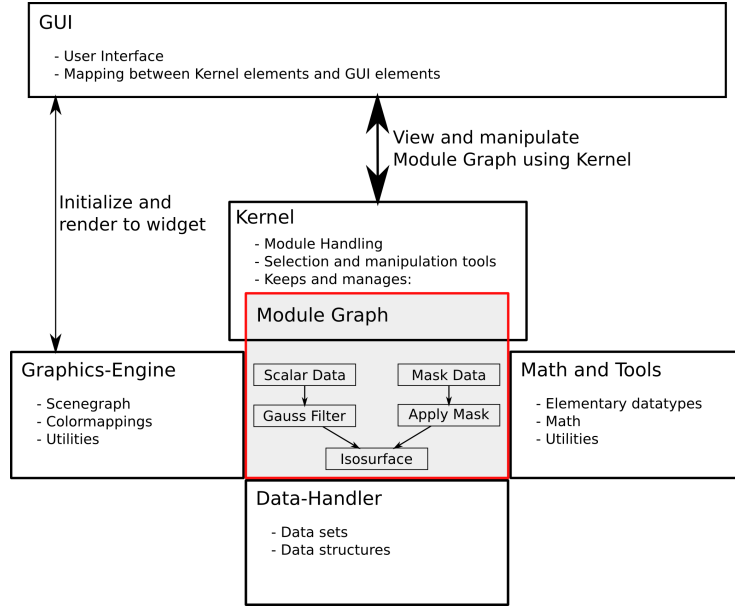 GUI
- User Interface
- Mapping between Kernel elements and GUI elements
View and manipulate
Module Graph using Kernel
Initialize and
render to widget
Kernel
- Module Handling
- Selection and manipulation tools
- Keeps and manages:
Module Graph
Scalar Data
Mask Data
Gauss Filter
Apply Mask
Isosurface
Graphics-Engine
- Scenegraph
- Colormappings
- Utilities
Math and Tools
- Elementary datatypes
- Math
- Utilities
Data-Handler
- Data sets
- Data structures